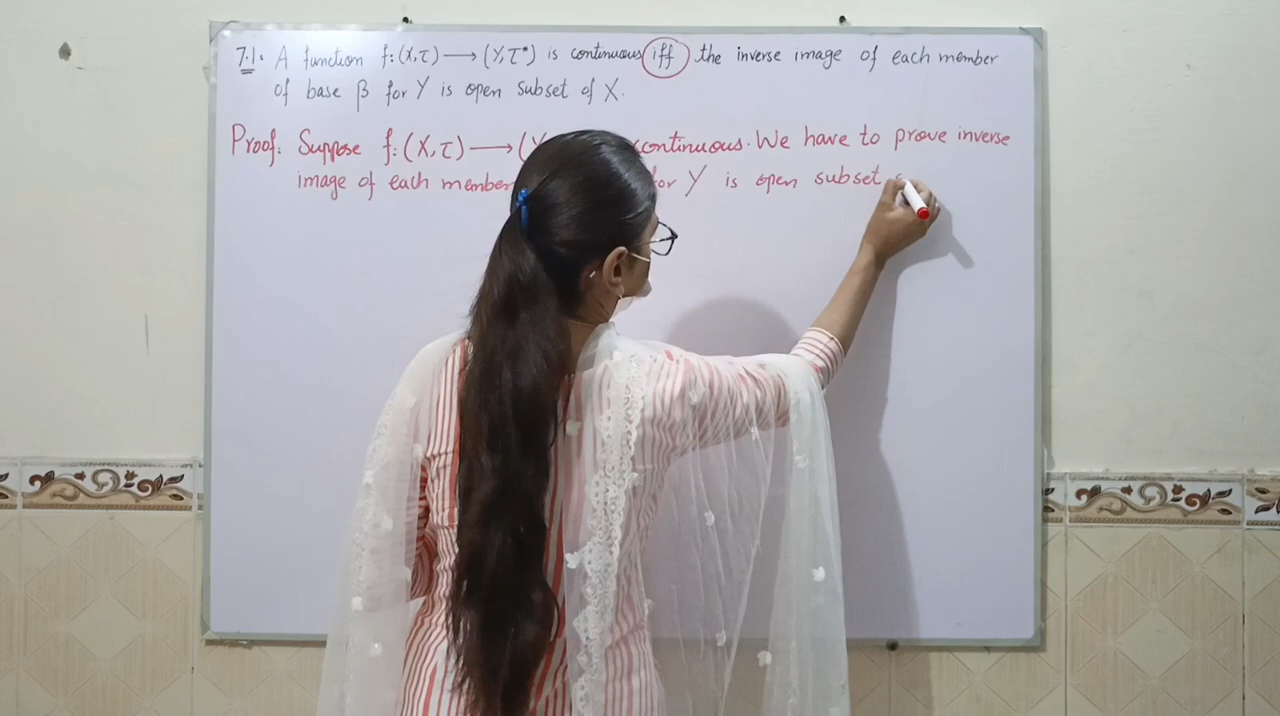 7.1: A function f: (X,τ) ⟶ (Y,τ*) is continuous iff the inverse image of each member
of base β for Y is open subset of X.
Proof: Suppose f: (X,τ) ⟶ (Y continuous. We have to prove inverse
image of each member for Y is open subset